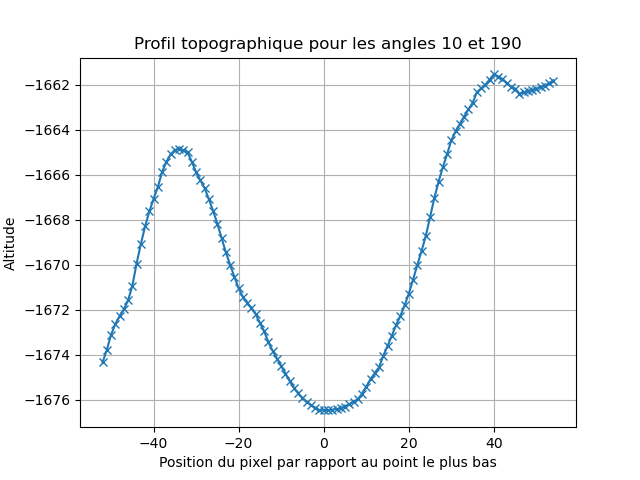 Profil topographique pour les angles 10 et 190
−1662
−1664
−1666
−1668
−1670
−1672
−1674
−1676
Altitude
−40 −20 0 20 40
Position du pixel par rapport au point le plus bas